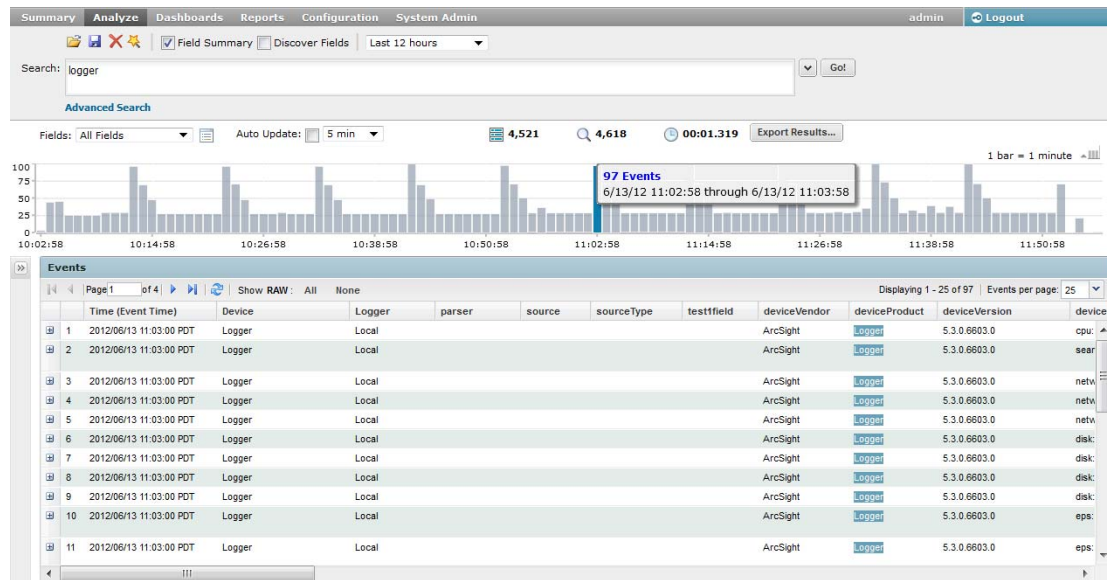 Summary Analyze Dashboards Reports Configuration System Admin admin Logout
Field Summary Discover Fields Last 12 hours
Search: logger Go!
Advanced Search
Fields: All Fields Auto Update: 5 min 4,521 4,618 00:01.319 Export Results...
1 bar = 1 minute
97 Events
6/13/12 11:02:58 through 6/13/12 11:03:58
100
75
50
25
0
10:02:58 10:14:58 10:26:58 10:38:58 10:50:58 11:02:58 11:14:58 11:26:58 11:38:58 11:50:58
Events
Page 1 of 4 Show RAW : All None Displaying 1 - 25 of 97 Events per page: 25
Time (Event Time) Device Logger parser source sourceType test1field deviceVendor deviceProduct deviceVersion device
1 2012/06/13 11:03:00 PDT Logger Local ArcSight Logger 5.3.0.6603.0 cpu:
2 2012/06/13 11:03:00 PDT Logger Local ArcSight Logger 5.3.0.6603.0 sear
3 2012/06/13 11:03:00 PDT Logger Local ArcSight Logger 5.3.0.6603.0 netw
4 2012/06/13 11:03:00 PDT Logger Local ArcSight Logger 5.3.0.6603.0 netw
5 2012/06/13 11:03:00 PDT Logger Local ArcSight Logger 5.3.0.6603.0 netw
6 2012/06/13 11:03:00 PDT Logger Local ArcSight Logger 5.3.0.6603.0 disk:
7 2012/06/13 11:03:00 PDT Logger Local ArcSight Logger 5.3.0.6603.0 disk:
8 2012/06/13 11:03:00 PDT Logger Local ArcSight Logger 5.3.0.6603.0 disk:
9 2012/06/13 11:03:00 PDT Logger Local ArcSight Logger 5.3.0.6603.0 disk:
10 2012/06/13 11:03:00 PDT Logger Local ArcSight Logger 5.3.0.6603.0 eps:
11 2012/06/13 11:03:00 PDT Logger Local ArcSight Logger 5.3.0.6603.0 eps: